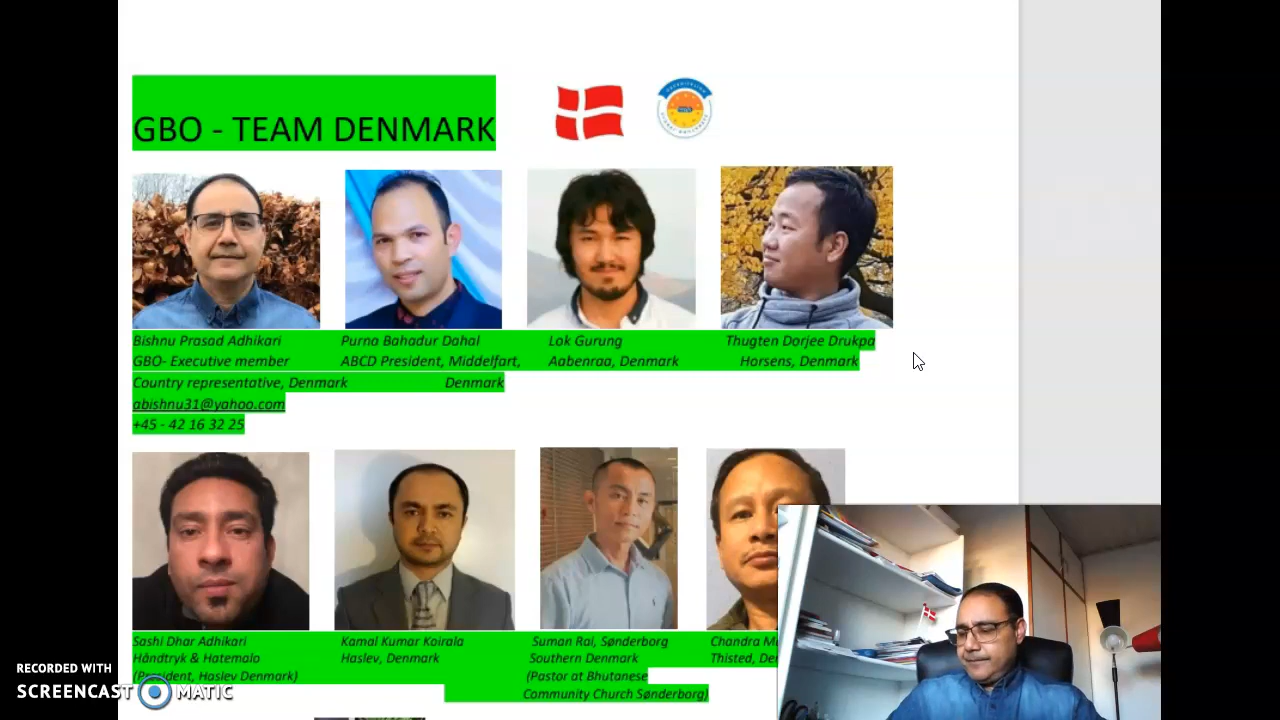 GBO - TEAM DENMARK
Bishnu Prasad Adhikari
GBO- Executive member
Country representative, Denmark
abishnu31@yahoo.com
+45 - 42 16 32 25
Purna Bahadur Dahal
ABCD President, Middelfart,
Denmark
Lok Gurung
Aabenraa, Denmark
Thugten Dorjee Drukpa
Horsens, Denmark
Sashi Dhar Adhikari
Håndtryk & Hatemalo
(President, Haslev Denmark)
Kamal Kumar Koirala
Haslev, Denmark
Suman Rai, Sønderborg
Southern Denmark
(Pastor at Bhutanese
Community Church Sønderborg)
Chandra
Thisted,
RECORDED WITH
SCREENCAST MATIC